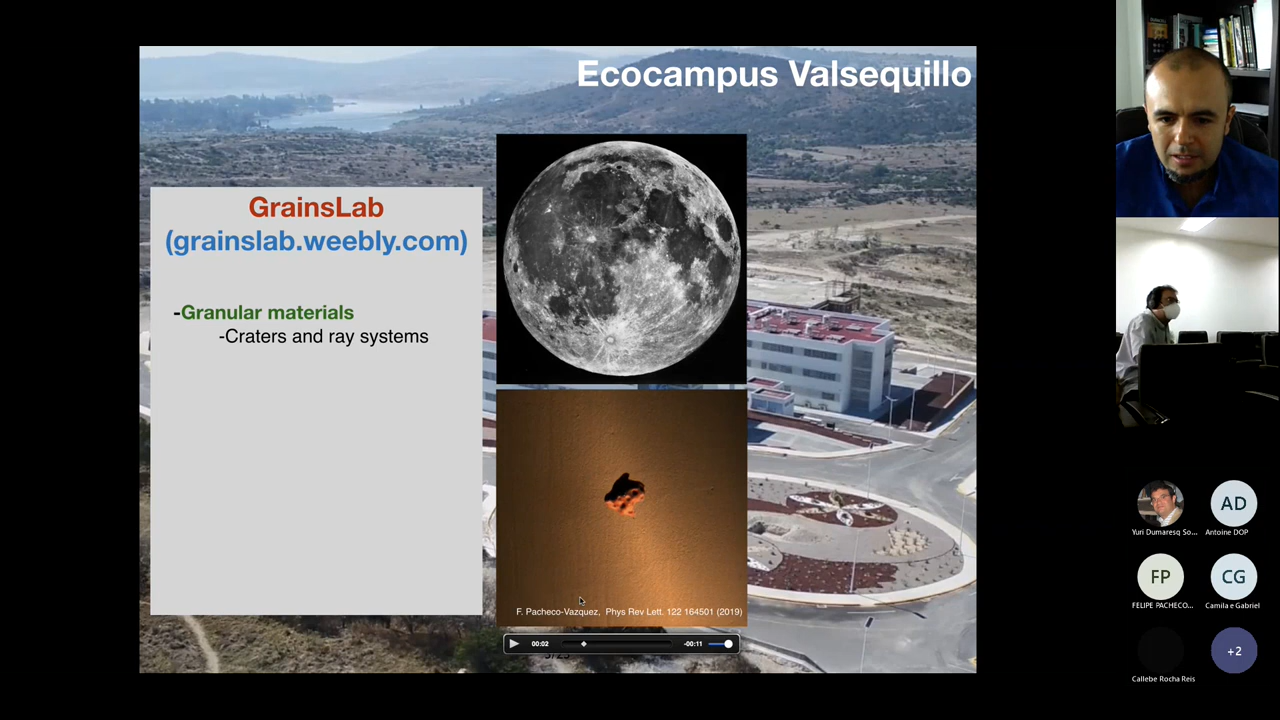 Ecocampus Valsequillo
GrainsLab
(grainslab.weebly.com)
-Granular materials
-Craters and ray systems
F. Pacheco-Vazquez, Phys Rev Lett. 122 164501 (2019)
00:02
-00:11
AD
Yuri Dumaresq So...
Antoine DOP
FP
CG
FELIPE PACHECO...
Camila e Gabriel
+2
Callebe Rocha Reis